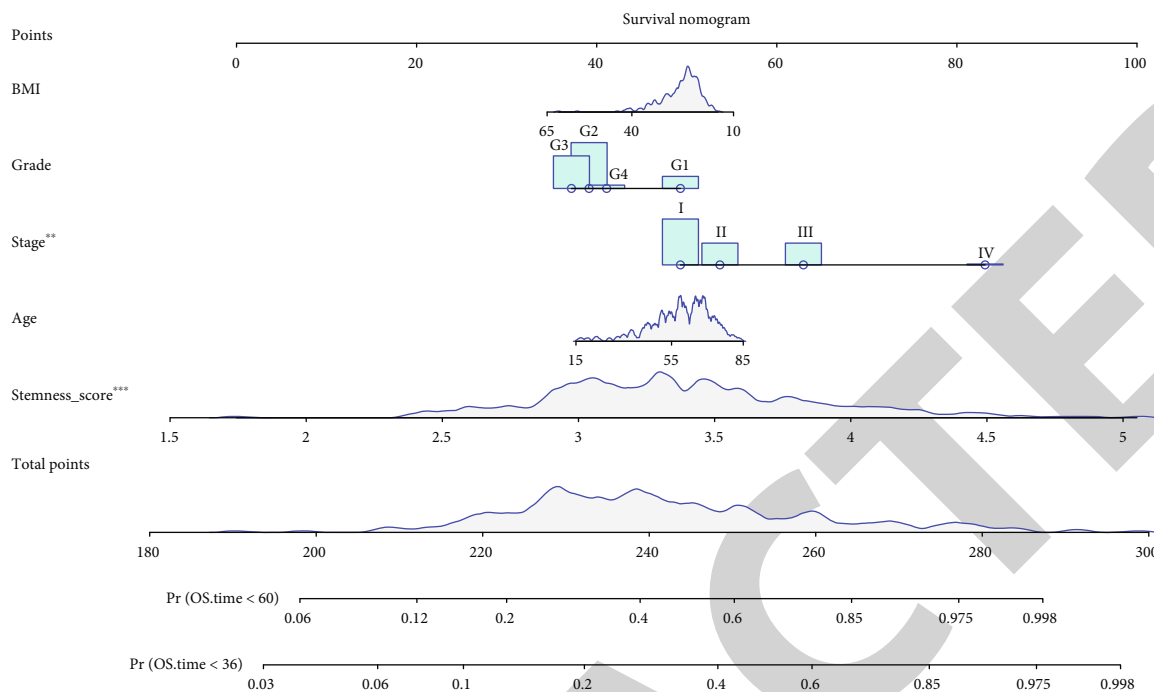 Survival nomogram
Points
0 20 40 60 80 100
BMI
65 40 10
Grade
G3 G2 G4 G1
Stage**
I II III IV
Age
15 55 85
Stemness_score***
1.5 2 2.5 3 3.5 4 4.5 5
Total points
180 200 220 240 260 280 300
Pr (OS.time < 60)
0.06 0.12 0.2 0.4 0.6 0.85 0.975 0.998
Pr (OS.time < 36)
0.03 0.06 0.1 0.2 0.4 0.6 0.85 0.975 0.998